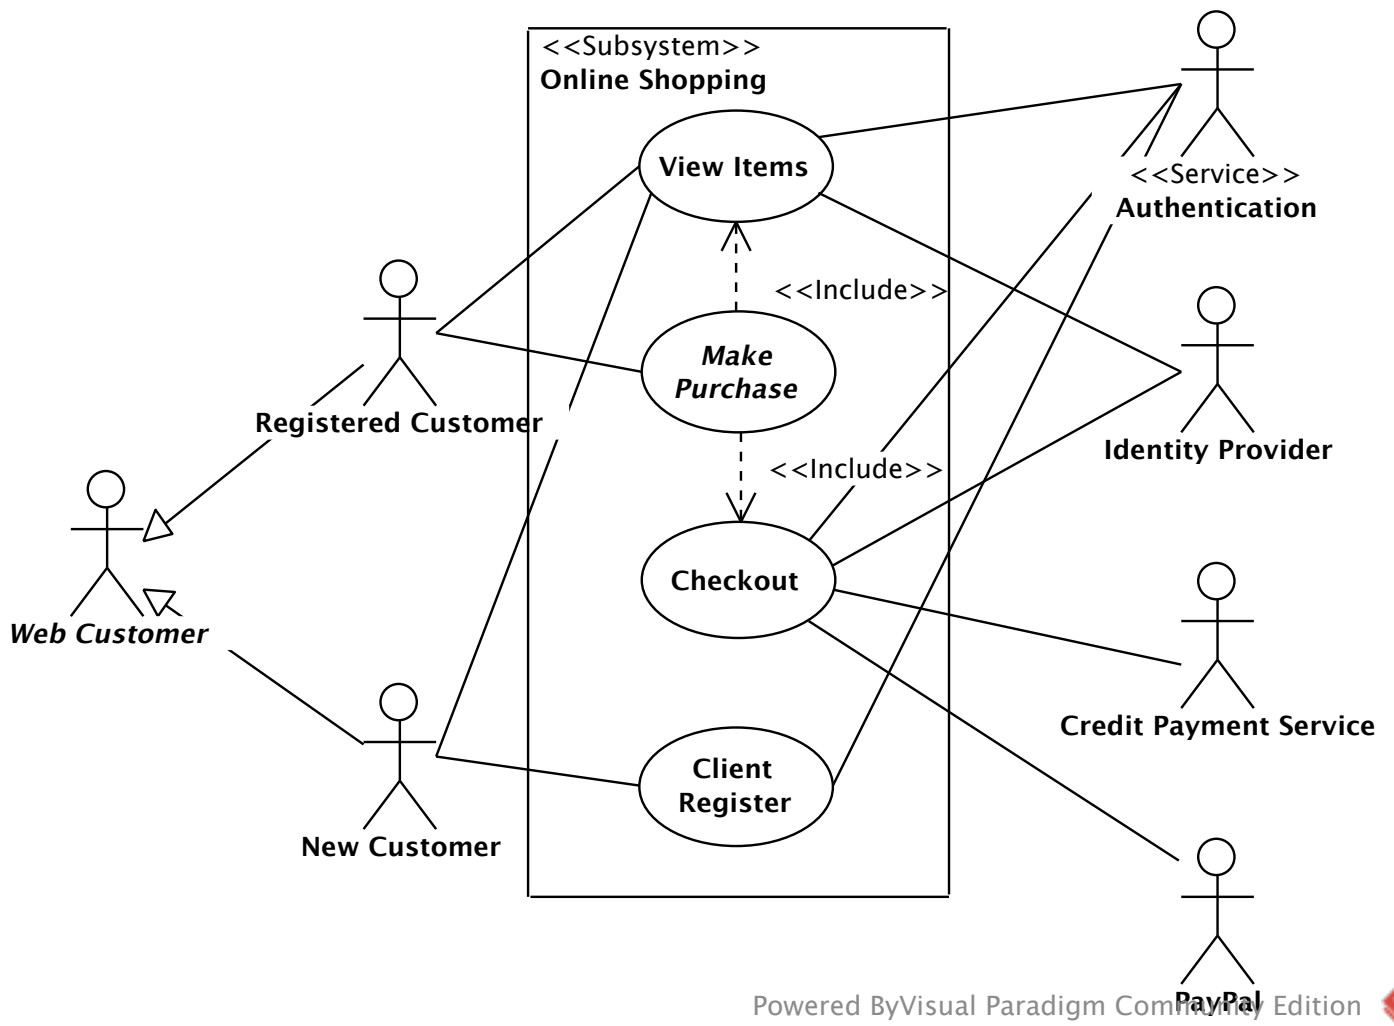 <<Subsystem>>
Online Shopping
View Items
<<Service>>
Authentication
<<Include>>
Make
Purchase
Registered Customer
Identity Provider
<<Include>>
Checkout
Web Customer
Credit Payment Service
Client
Register
New Customer
PayPal
Powered ByVisual Paradigm Community Edition